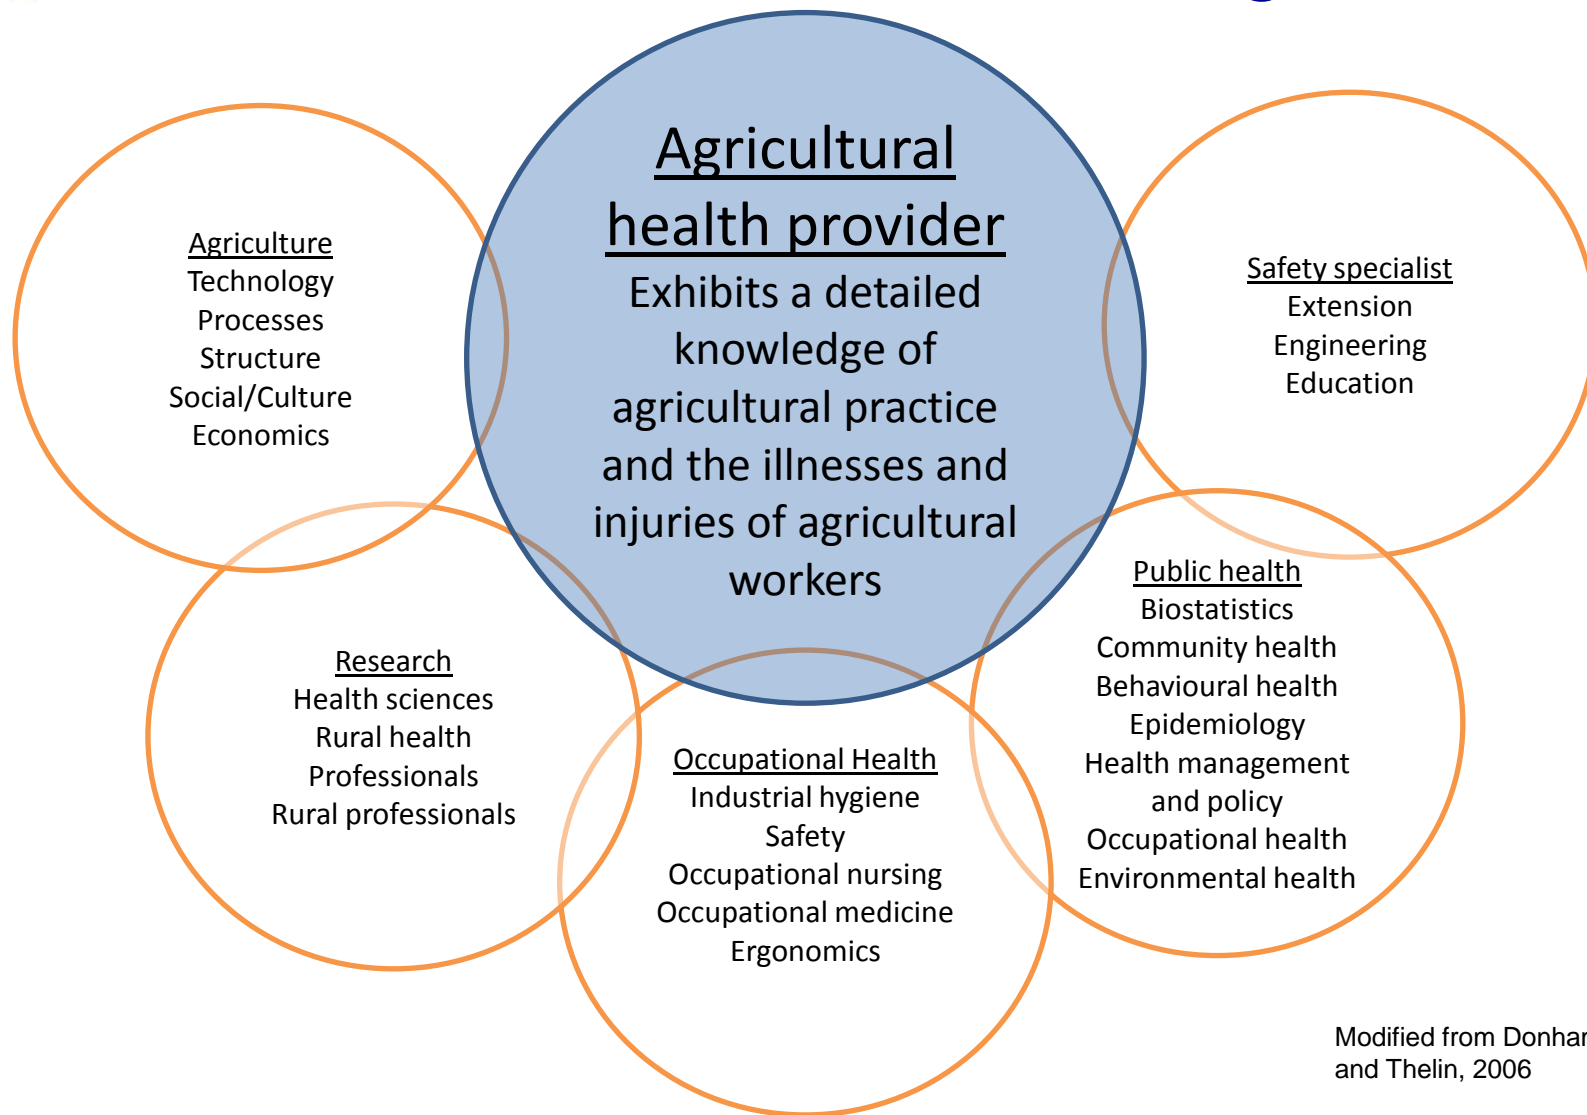 Agricultural
health provider
Exhibits a detailed
knowledge of
agricultural practice
and the illnesses and
injuries of agricultural
workers
Agriculture
Technology
Processes
Structure
Social/Culture
Economics
Safety specialist
Extension
Engineering
Education
Research
Health sciences
Rural health
Professionals
Rural professionals
Occupational Health
Industrial hygiene
Safety
Occupational nursing
Occupational medicine
Ergonomics
Public health
Biostatistics
Community health
Behavioural health
Epidemiology
Health management
and policy
Occupational health
Environmental health
Modified from
and Thelin, 2006